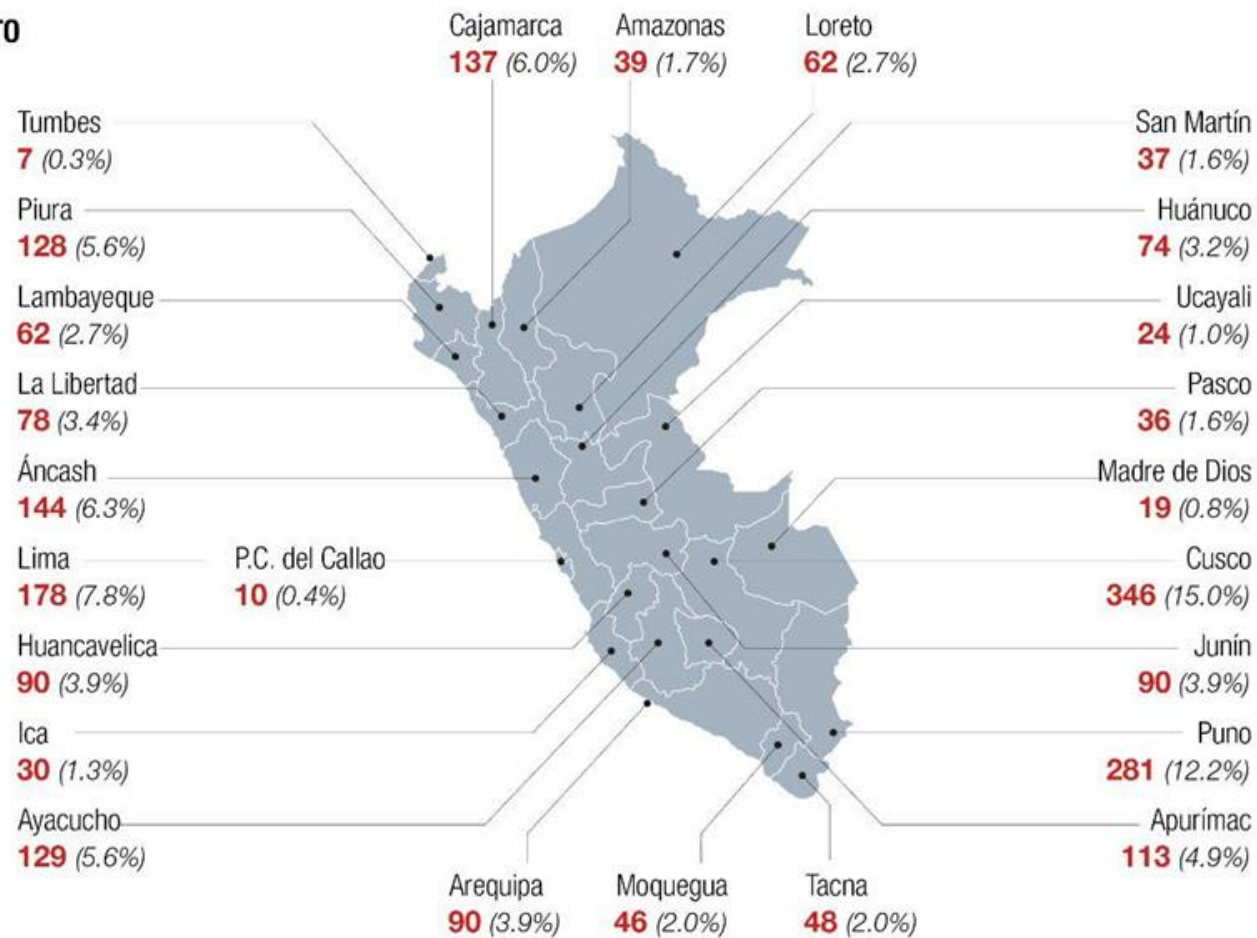 TO
Cajamarca
137 (6.0%)
Amazonas
39 (1.7%)
Loreto
62 (2.7%)
Tumbes
7 (0.3%)
Piura
128 (5.6%)
Lambayeque
62 (2.7%)
La Libertad
78 (3.4%)
Áncash
144 (6.3%)
Lima
178 (7.8%)
P.C. del Callao
10 (0.4%)
Huancavelica
90 (3.9%)
Ica
30 (1.3%)
Ayacucho
129 (5.6%)
Arequipa
90 (3.9%)
Moquegua
46 (2.0%)
Tacna
48 (2.0%)
San Martín
37 (1.6%)
Huánuco
74 (3.2%)
Ucayali
24 (1.0%)
Pasco
36 (1.6%)
Madre de Dios
19 (0.8%)
Cusco
346 (15.0%)
Junín
90 (3.9%)
Puno
281 (12.2%)
Apurímac
113 (4.9%)